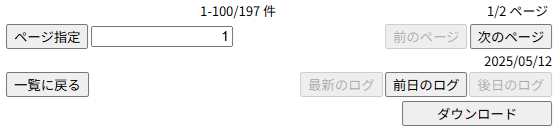 1-100/197 件 1/2 ページ
ページ指定 1 前のページ 次のページ
2025/05/12
一覧に戻る 最新のログ 前日のログ 後日のログ
ダウンロード